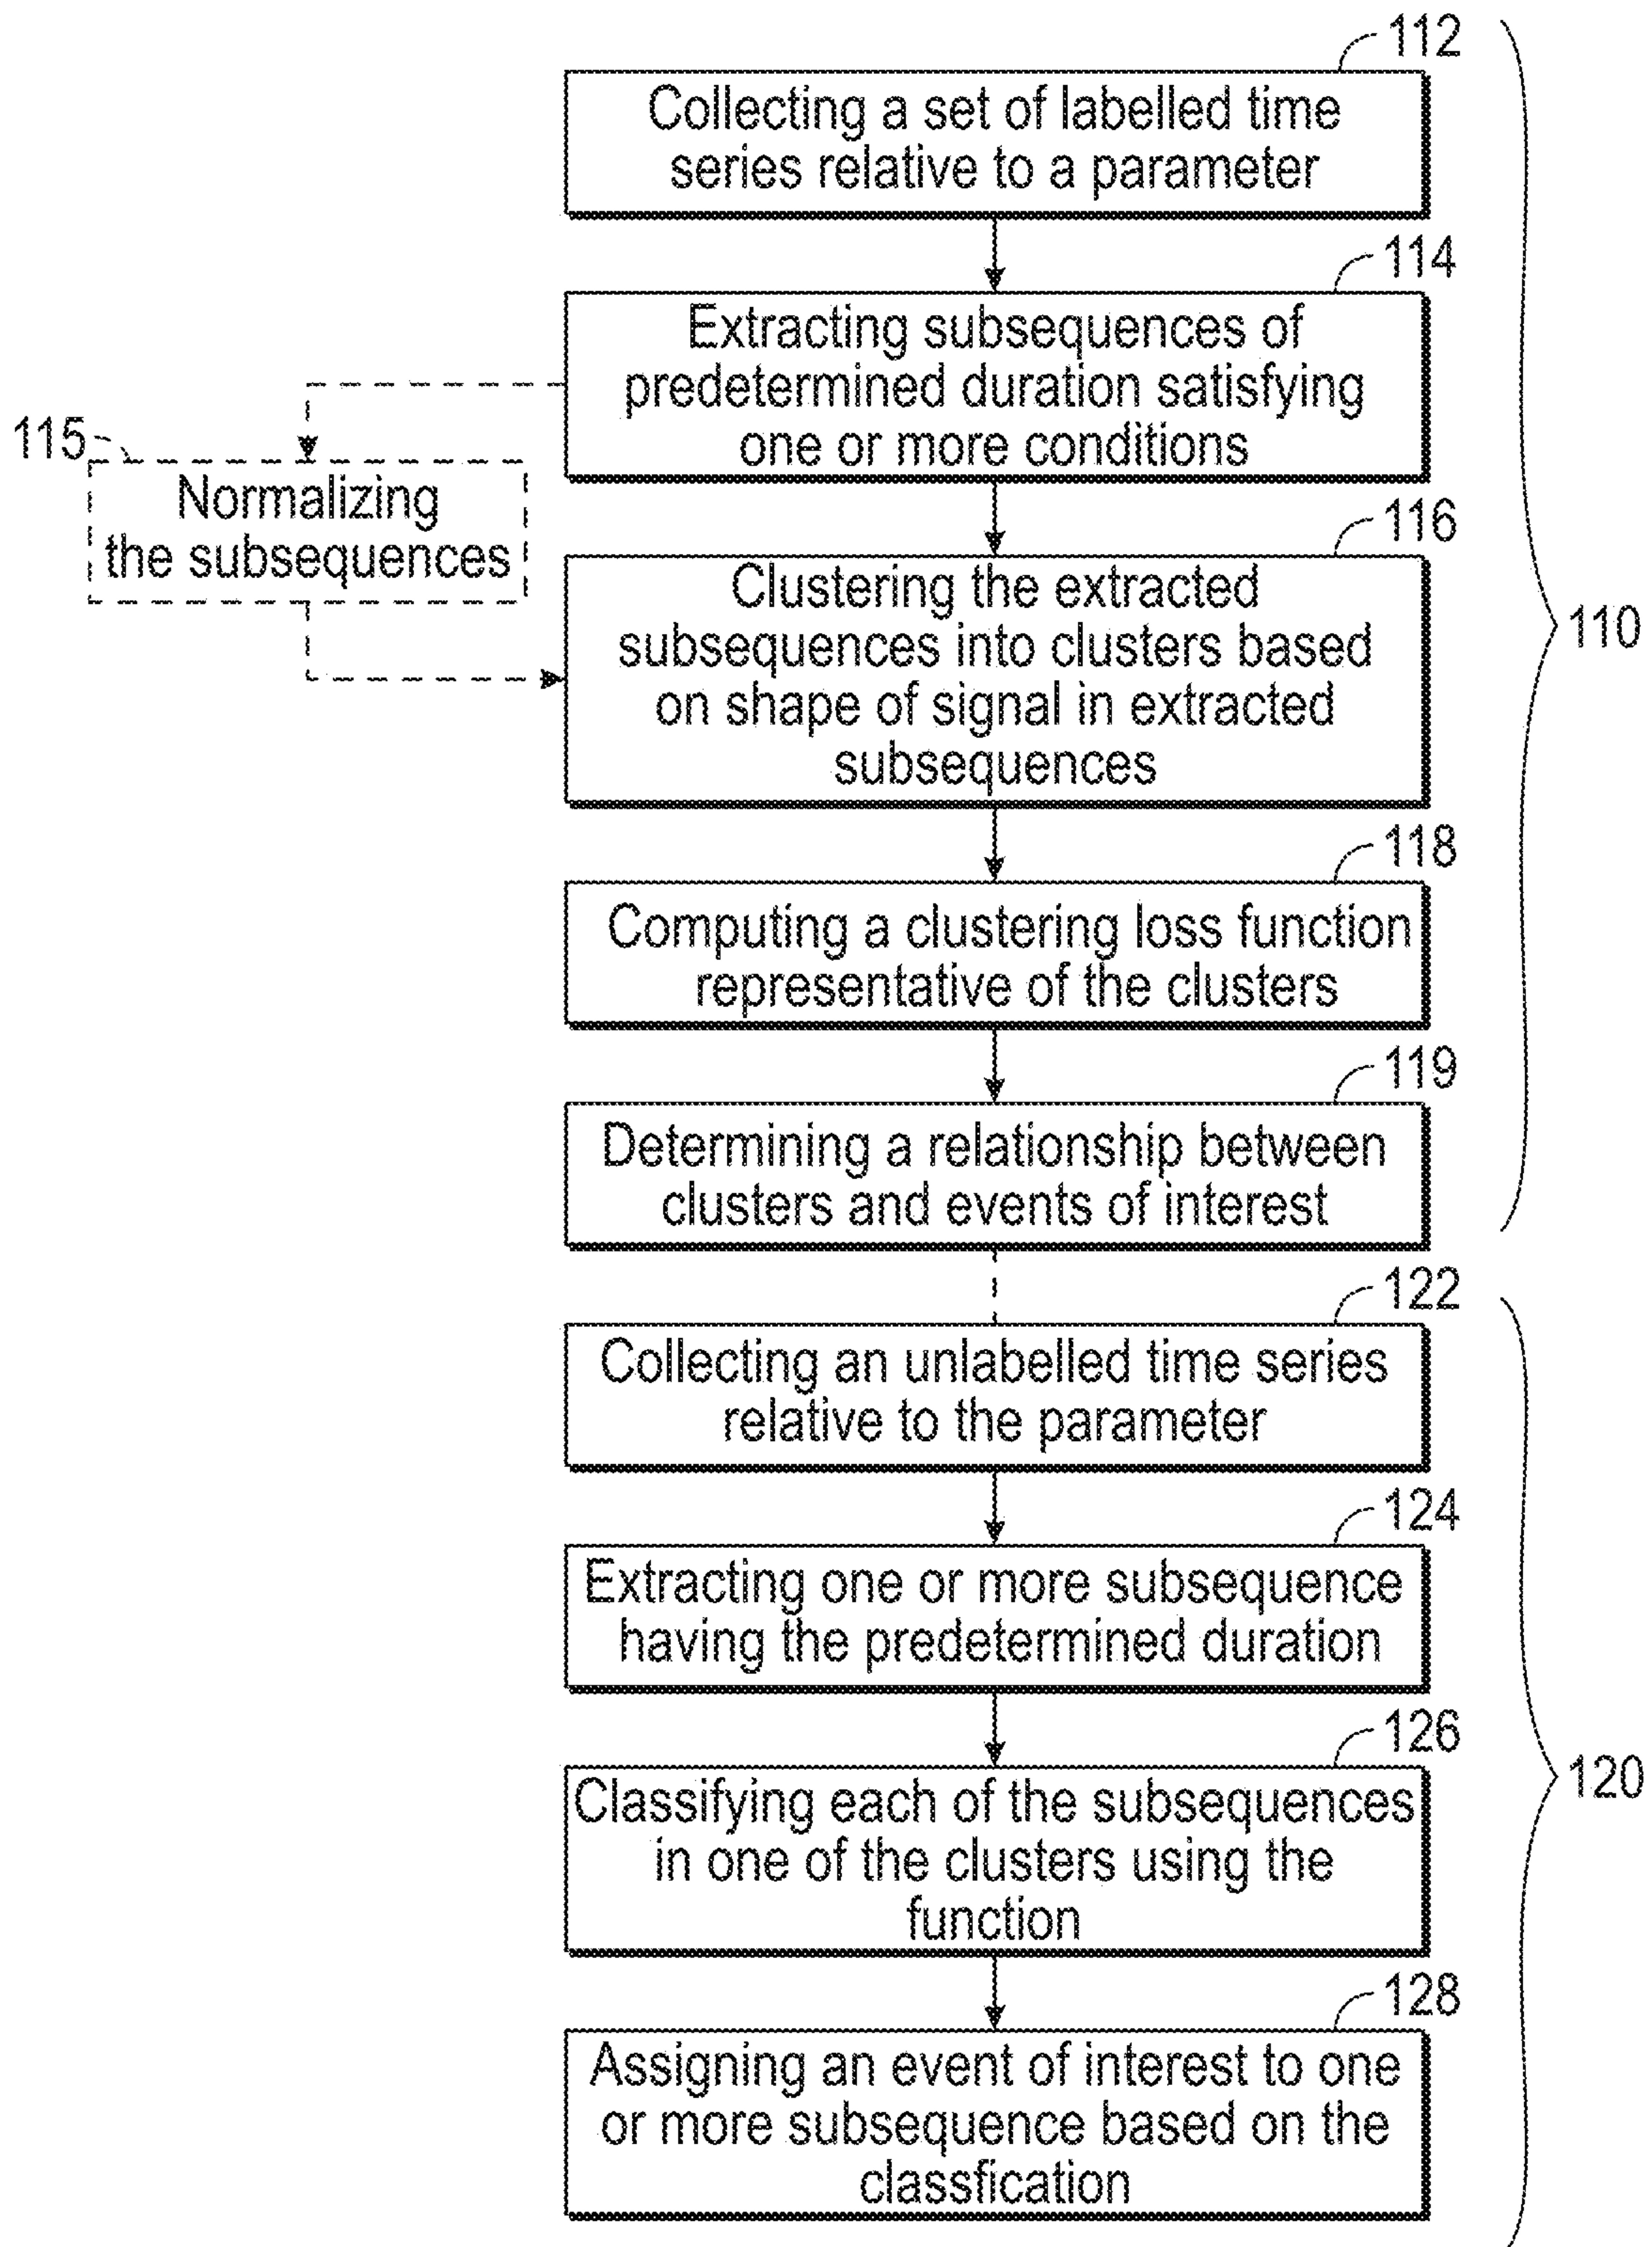 112
Collecting a set of labelled time
series relative to a parameter
114
Extracting subsequences of
predetermined duration satisfying
one or more conditions
115
Normalizing
the subsequences
116
Clustering the extracted
subsequences into clusters based
on shape of signal in extracted
subsequences
110
118
Computing a clustering loss function
representative of the clusters
119
Determining a relationship between
clusters and events of interest
122
Collecting an unlabelled time series
relative to the parameter
124
Extracting one or more subsequence
having the predetermined duration
126
Classifying each of the subsequences
in one of the clusters using the
function
120
128
Assigning an event of interest to one
or more subsequence based on the
classfication